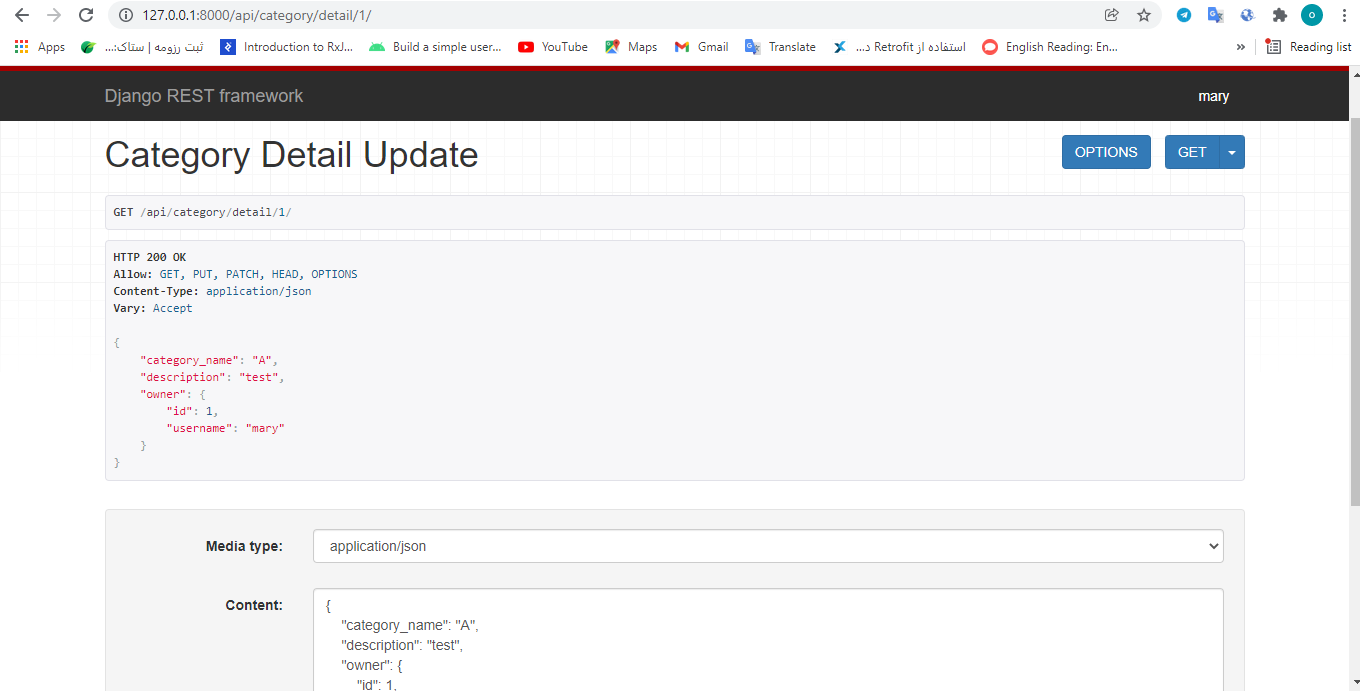 127.0.0.1:8000/api/category/detail/1/
Apps
ثبت رزومه | ستاک:...
Introduction to RxJ...
Build a simple user...
YouTube
Maps
Gmail
Translate
استفاده از Retrofit د...
English Reading: En...
»
Reading list
Django REST framework
mary
Category Detail Update
OPTIONS
GET
GET /api/category/detail/1/
HTTP 200 OK
Allow: GET, PUT, PATCH, HEAD, OPTIONS
Content-Type: application/json
Vary: Accept
{
"category_name": "A",
"description": "test",
"owner": {
"id": 1,
"username": "mary"
}
}
Media type:
application/json
Content:
{
"category_name": "A",
"description": "test",
"owner": {
"id": 1,